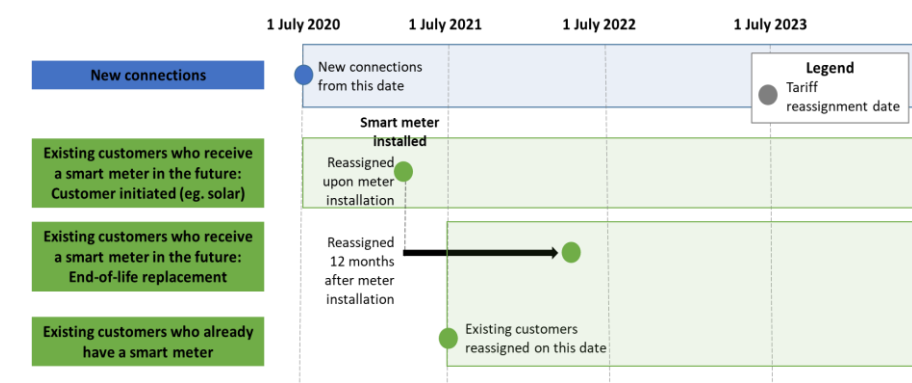 1 July 2020
1 July 2021
1 July 2022
1 July 2023
New connections
New connections
from this date
Legend
Tariff
reassignment date
Smart meter
installed
Existing customers who receive
a smart meter in the future:
Customer initiated (eg. solar)
Reassigned
upon meter
installation
Existing customers who receive
a smart meter in the future:
End-of-life replacement
Reassigned
12 months
after meter
installation
Existing customers who already
have a smart meter
Existing customers
reassigned on this date